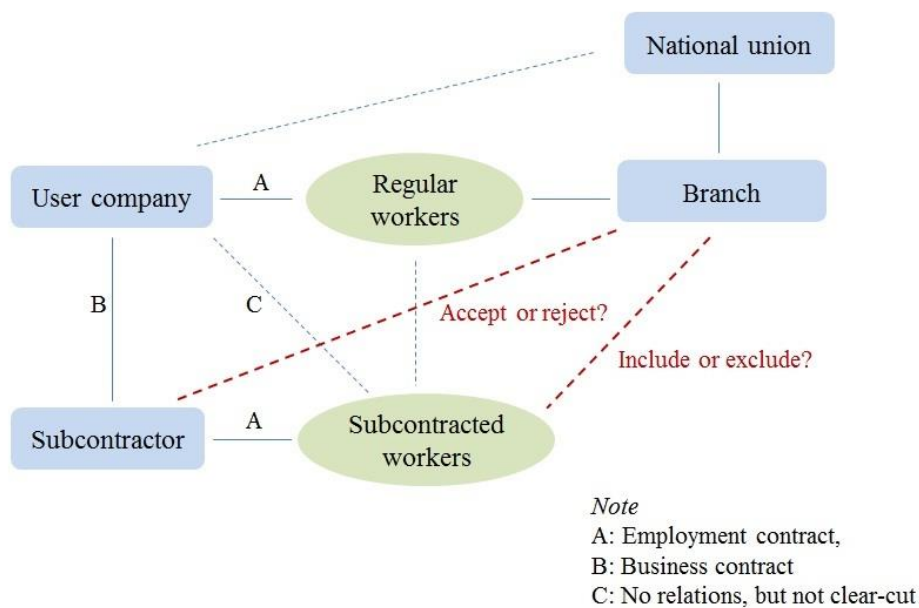 National union
User company
A
Regular
workers
Branch
B
C
Accept or reject?
Include or exclude?
Subcontractor
A
Subcontracted
workers
Note
A: Employment contract,
B: Business contract
C: No relations, but not clear-cut